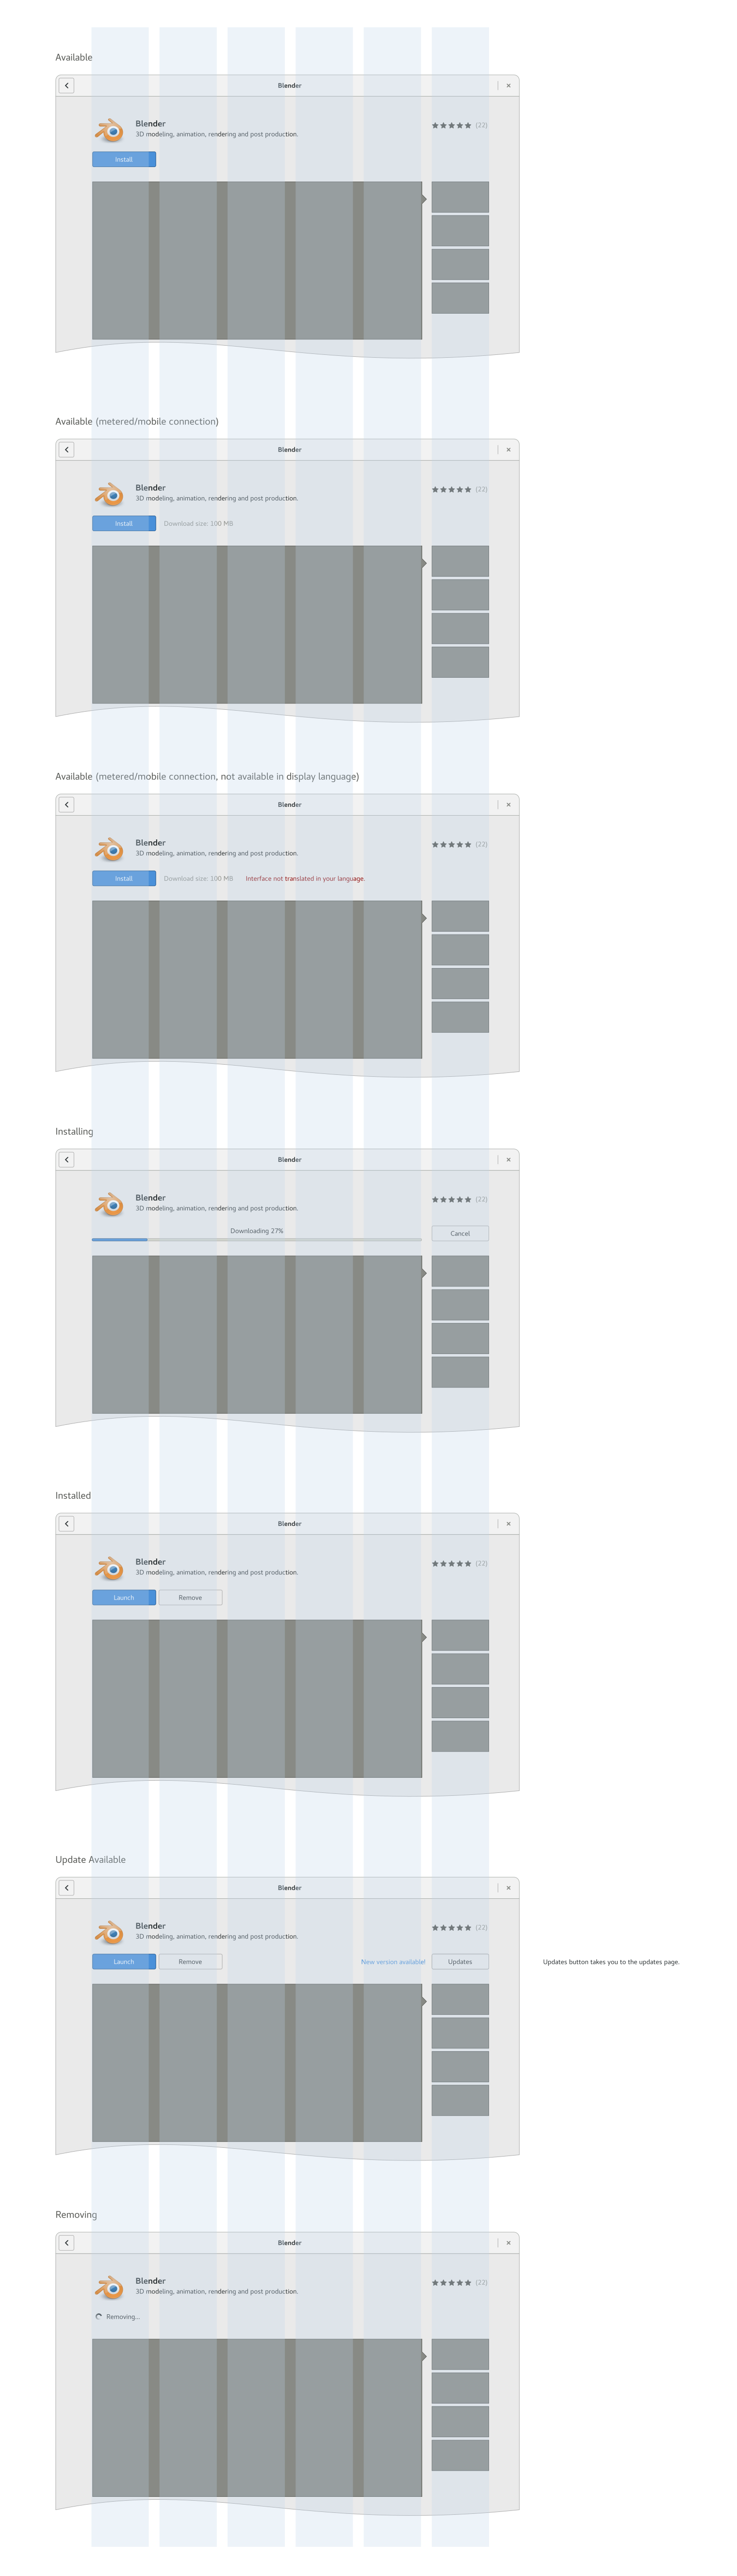 Available
Blender
Blender
3D modeling, animation, rendering and post production.
(22)
Install
Available (metered/mobile connection)
Blender
Blender
3D modeling, animation, rendering and post production.
(22)
Install
Download size: 100 MB
Available (metered/mobile connection, not available in display language)
Blender
Blender
3D modeling, animation, rendering and post production.
(22)
Install
Download size: 100 MB
Interface not translated in your language.
Installing
Blender
Blender
3D modeling, animation, rendering and post production.
(22)
Downloading 27%
Cancel
Installed
Blender
Blender
3D modeling, animation, rendering and post production.
(22)
Launch
Remove
Update Available
Blender
Blender
3D modeling, animation, rendering and post production.
(22)
Launch
Remove
New version available!
Updates
Updates button takes you to the updates page.
Removing
Blender
Blender
3D modeling, animation, rendering and post production.
(22)
Removing...